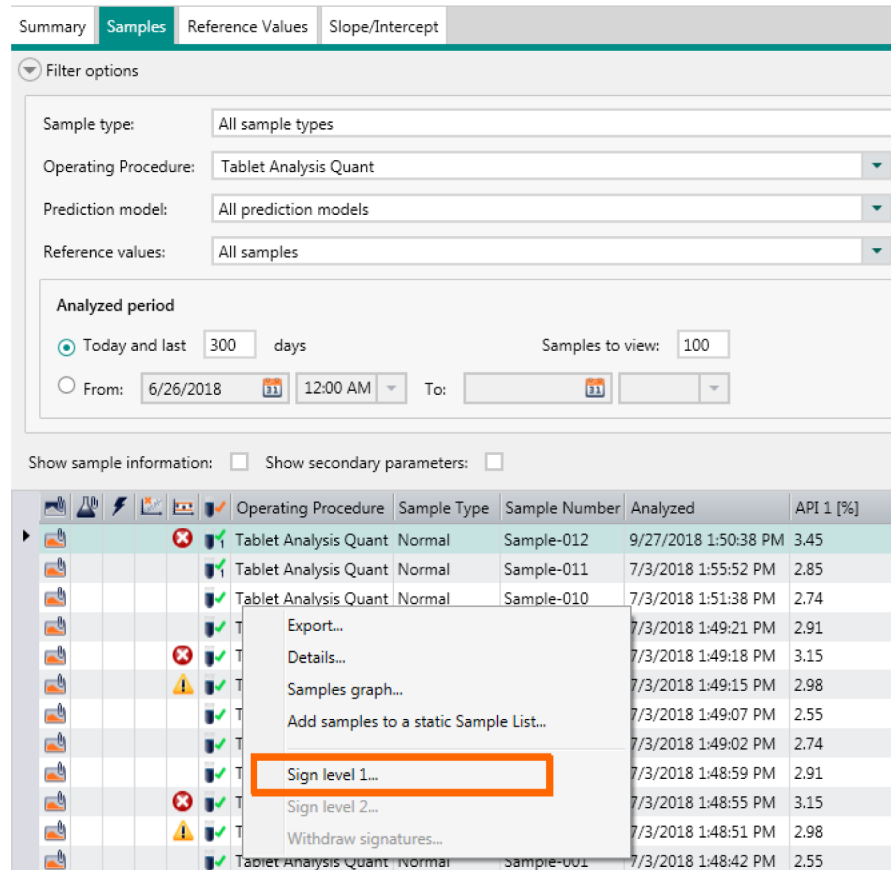 Summary Samples Reference Values Slope/Intercept
Filter options
Sample type: All sample types
Operating Procedure: Tablet Analysis Quant
Prediction model: All prediction models
Reference values: All samples
Analyzed period
Today and last 300 days Samples to view: 100
From: 6/26/2018 31 12:00 AM To: 31
Show sample information: Show secondary parameters:
Operating Procedure Sample Type Sample Number Analyzed API 1 [%]
1 Tablet Analysis Quant Normal Sample-012 9/27/2018 1:50:38 PM 3.45
1 Tablet Analysis Quant Normal Sample-011 7/3/2018 1:55:52 PM 2.85
Tablet Analysis Quant Normal Sample-010 7/3/2018 1:51:38 PM 2.74
T 7/3/2018 1:49:21 PM 2.91
T 7/3/2018 1:49:18 PM 3.15
T 7/3/2018 1:49:15 PM 2.98
T 7/3/2018 1:49:07 PM 2.55
T 7/3/2018 1:49:02 PM 2.74
T 7/3/2018 1:48:59 PM 2.91
T 7/3/2018 1:48:55 PM 3.15
T 7/3/2018 1:48:51 PM 2.98
Tablet Analysis Quant Normal Sample-001 7/3/2018 1:48:42 PM 2.55
Export...
Details...
Samples graph...
Add samples to a static Sample List...
Sign level 1...
Sign level 2...
Withdraw signatures...